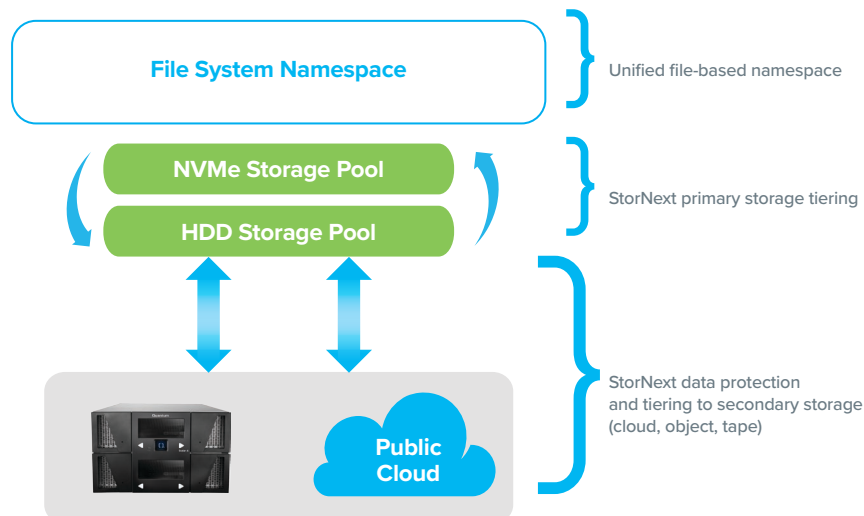 File System Namespace
Unified file-based namespace
NVMe Storage Pool
HDD Storage Pool
StorNext primary storage tiering
Quantum
Public
Cloud
StorNext data protection
and tiering to secondary storage
(cloud, object, tape)